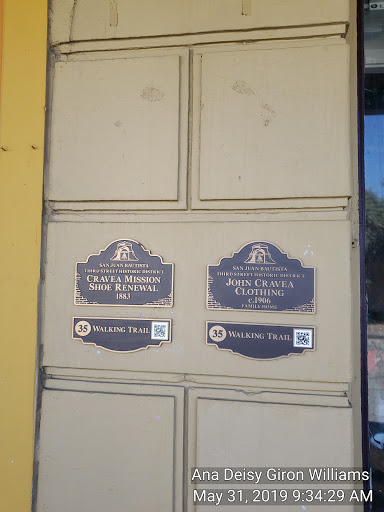 SAN JUAN BAUTISTA
THIRD STREET HISTORIC DISTRICT
CRAVEA MISSION
SHOE RENEWAL
1883
35 WALKING TRAIL
SAN JUAN BAUTISTA
THIRD STREET HISTORIC DISTRICT
JOHN CRAVEA
CLOTHING
c.1906
FAMILY HOME
35 WALKING TRAIL
Ana Deisy Giron Williams
May 31, 2019 9:34:29 AM